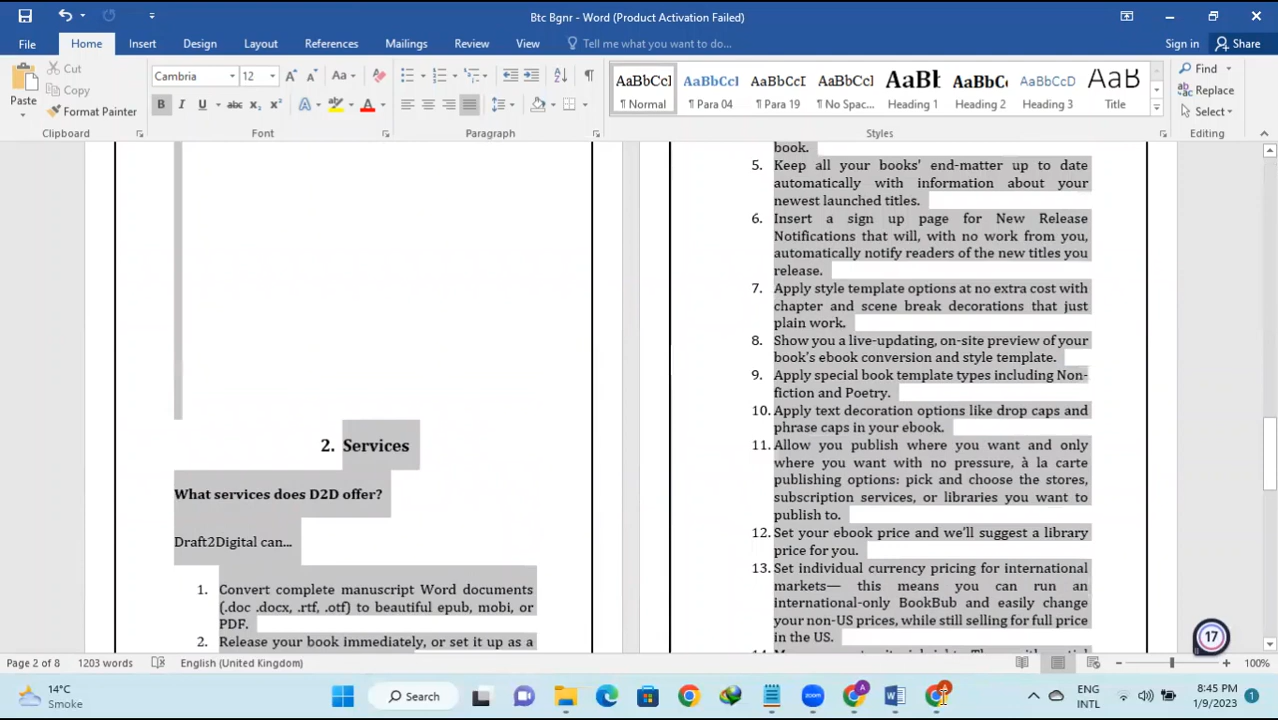 Btc Bgnr - Word (Product Activation Failed)
File Home Insert Design Layout References Mailings Review View Tell me what you want to do... Sign in Share
Paste
Cut
Copy
Format Painter
Clipboard
Cambria 12
Font
Paragraph
AaBbCcI AaBbCcI AaBbCcI AaBbCcI AaBb AaBbCc AaBbCcD AaB
¶ Normal ¶ Para 04 ¶ Para 19 ¶ No Spac... Heading 1 Heading 2 Heading 3 Title
Styles
Find
Replace
Select
Editing
2. Services
What services does D2D offer?
Draft2Digital can...
1. Convert complete manuscript Word documents
(.doc .docx, .rtf, .otf) to beautiful epub, mobi, or
PDF.
2. Release your book immediately, or set it up as a
book.
5. Keep all your books' end-matter up to date
automatically with information about your
newest launched titles.
6. Insert a sign up page for New Release
Notifications that will, with no work from you,
automatically notify readers of the new titles you
release.
7. Apply style template options at no extra cost with
chapter and scene break decorations that just
plain work.
8. Show you a live-updating, on-site preview of your
book's ebook conversion and style template.
9. Apply special book template types including Non-
fiction and Poetry.
10. Apply text decoration options like drop caps and
phrase caps in your ebook.
11. Allow you publish where you want and only
where you want with no pressure, à la carte
publishing options: pick and choose the stores,
subscription services, or libraries you want to
publish to.
12. Set your ebook price and we'll suggest a library
price for you.
13. Set individual currency pricing for international
markets— this means you can run an
international-only BookBub and easily change
your non-US prices, while still selling for full price
in the US.
17
Page 2 of 8 1203 words English (United Kingdom) 100%
14°C
Smoke
Search
zoom
ENG
INTL
8:45 PM
1/9/2023
1